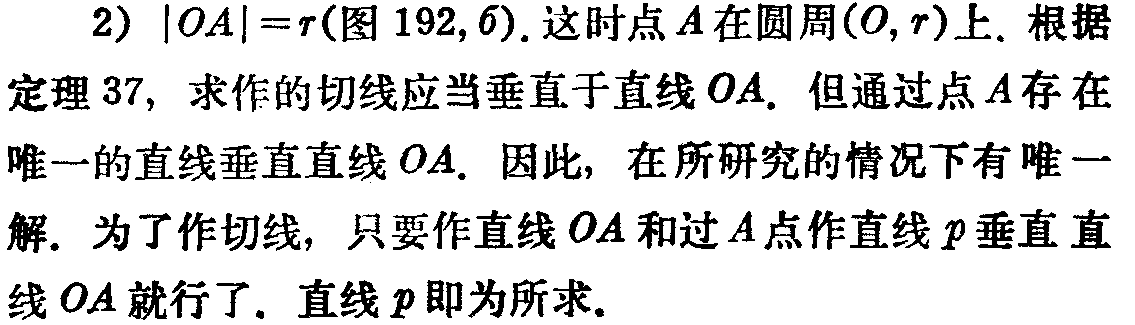 2) |OA|=r(图 192, б). 这时点 A 在圆周(O, r)上. 根据
定理 37, 求作的切线应当垂直于直线 OA. 但通过点 A 存在
唯一的直线垂直直线 OA. 因此, 在所研究的情况下有唯一
解. 为了作切线, 只要作直线 OA 和过 A 点作直线 p 垂直直
线 OA 就行了. 直线 p 即为所求.